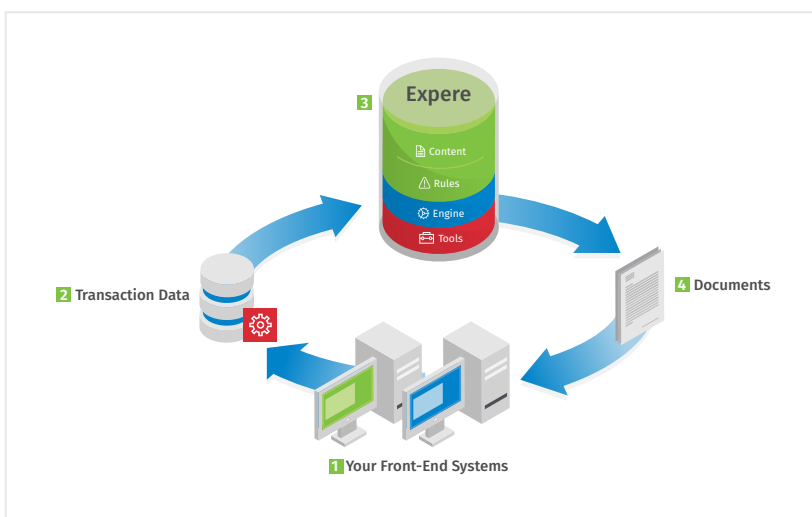 3
Expere
Content
Rules
Engine
Tools
2 Transaction Data
4 Documents
1 Your Front-End Systems